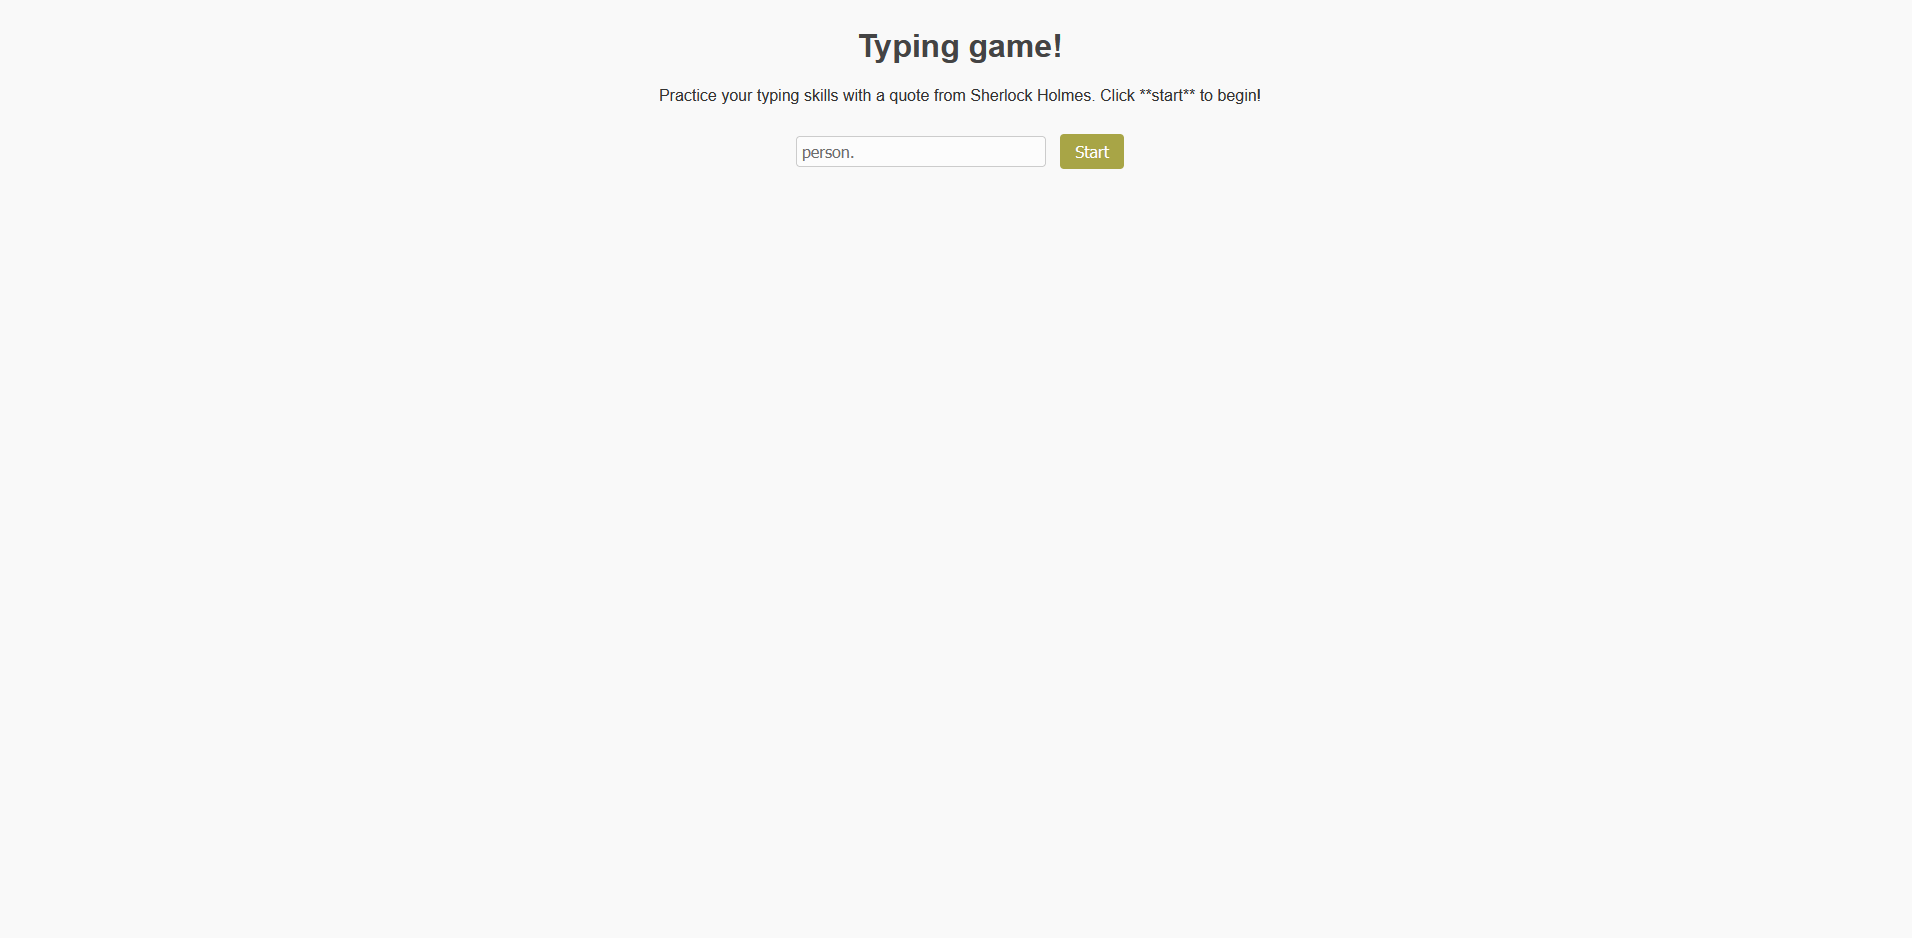 Typing game!
Practice your typing skills with a quote from Sherlock Holmes. Click **start** to begin!
person.
Start